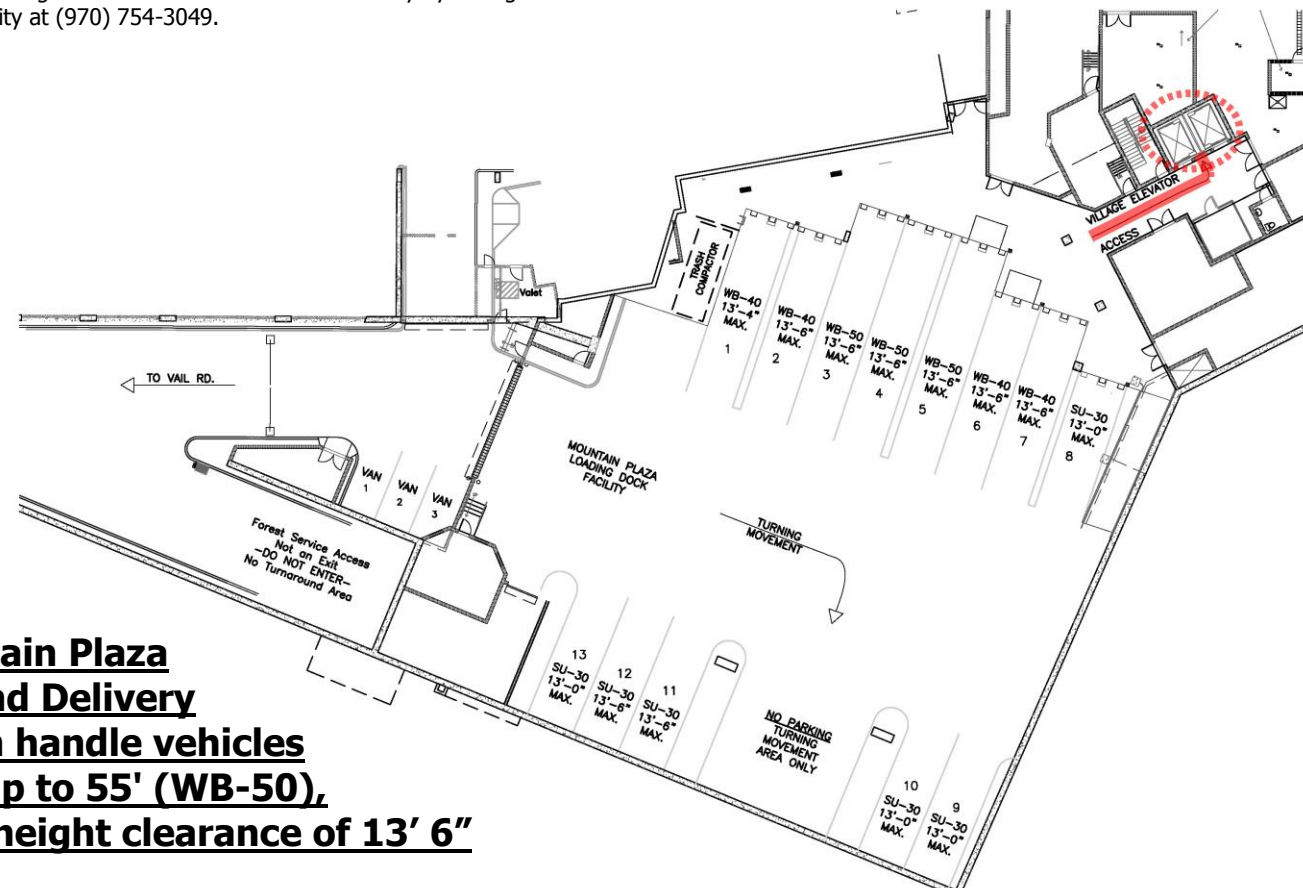 ity at (970) 754-3049.
VILLAGE ELEVATOR
ACCESS
TRASH
COMPACTOR
Valet
TO VAIL RD.
WB-40
13'-4"
MAX.
1
WB-40
13'-6"
MAX.
2
WB-50
13'-6"
MAX.
3
WB-50
13'-6"
MAX.
4
WB-50
13'-6"
MAX.
5
WB-40
13'-6"
MAX.
6
WB-40
13'-6"
MAX.
7
SU-30
13'-0"
MAX.
8
MOUNTAIN PLAZA
LOADING DOCK
FACILITY
VAN
1
VAN
2
VAN
3
TURNING
MOVEMENT
Forest Service Access
Not an Exit
-DO NOT ENTER-
No Turnaround Area
13
SU-30
13'-0"
MAX.
12
SU-30
13'-6"
MAX.
11
SU-30
13'-6"
MAX.
NO PARKING
TURNING
MOVEMENT
AREA ONLY
10
SU-30
13'-0"
MAX.
9
SU-30
13'-0"
MAX.
ain Plaza
nd Delivery
n handle vehicles
p to 55' (WB-50),
height clearance of 13' 6"